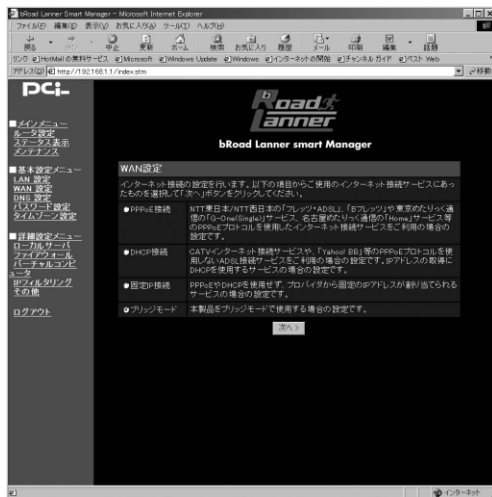 bRoad Lanner Smart Manager - Microsoft Internet Explorer
ファイル(F) 編集(E) 表示(V) お気に入り(A) ツール(T) ヘルプ(H)
戻る 中止 更新 ホーム 検索 お気に入り 履歴 メール 印刷 編集 話題
リンク HotMail の無料サービス Microsoft Windows Update Windows インターネットの開始 チャンネル ガイド ベスト Web
アドレス(D) http://192.168.1.1/index.stm 移動
PCi
bRoad Lanner
bRoad Lanner smart Manager
■メインメニュー
ルータ設定
ステータス表示
メンテナンス
■基本設定メニュー
LAN 設定
WAN 設定
DNS 設定
パスワード設定
タイムゾーン設定
■詳細設定メニュー
ローカルサーバ
ファイアウォール
バーチャルコンピ
ュータ
IPフィルタリング
その他
ログアウト
WAN設定
インターネット接続の設定を行います。以下の項目からご使用のインターネット接続サービスにあっ
たものを選択して「次へ」ボタンをクリックしてください。
PPPoE接続 NTT東日本/NTT西日本の「フレッツ・ADSL」、「Bフレッツ」や東京めたりっく通
信の「G-One(Single)」サービス、名古屋めたりっく通信の「Home」サービス等
のPPPoEプロトコルを使用したインターネット接続サービスをご利用の場合の
設定です。
DHCP接続 CATVインターネット接続サービスや、「Yahoo! BB」等のPPPoEプロトコルを使
用しないADSL接続サービスをご利用の場合の設定です。IPアドレスの取得に
DHCPを使用するサービスの場合の設定です。
固定IP接続 PPPoEやDHCPを使用せず、プロバイダから固定のIPアドレスが割り当てられる
サービスの場合の設定です。
ブリッジモード 本製品をブリッジモードで使用する場合の設定です。
次へ >
インターネット